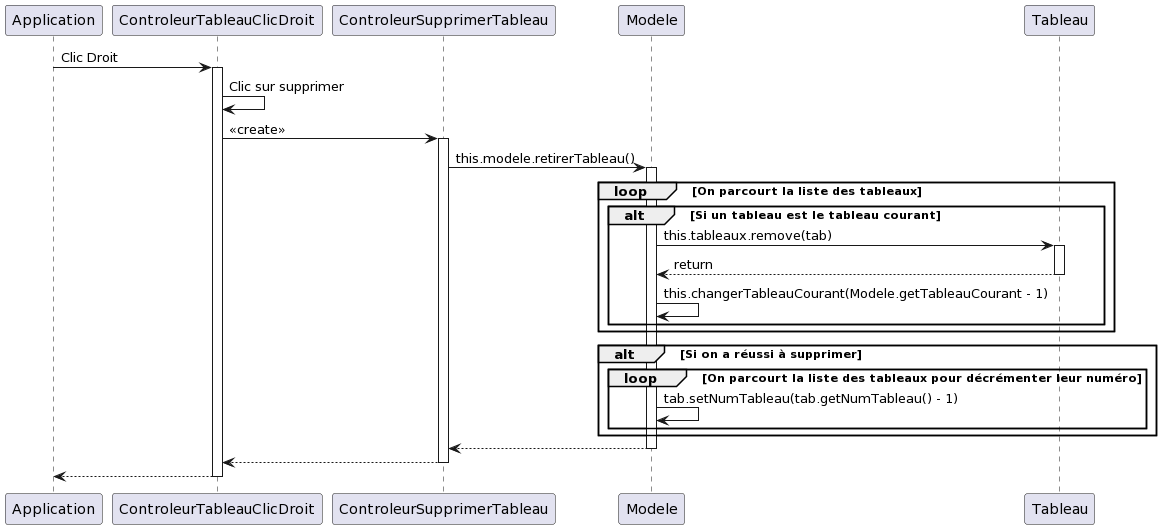 Application
ControleurTableauClicDroit
ControleurSupprimerTableau
Modele
Tableau
Clic Droit
Clic sur supprimer
«create»
this.modele.retirerTableau()
loop [On parcourt la liste des tableaux]
alt [Si un tableau est le tableau courant]
this.tableaux.remove(tab)
return
this.changerTableauCourant(Modele.getTableauCourant - 1)
alt [Si on a réussi à supprimer]
loop [On parcourt la liste des tableaux pour décrémenter leur numéro]
tab.setNumTableau(tab.getNumTableau() - 1)
Application
ControleurTableauClicDroit
ControleurSupprimerTableau
Modele
Tableau